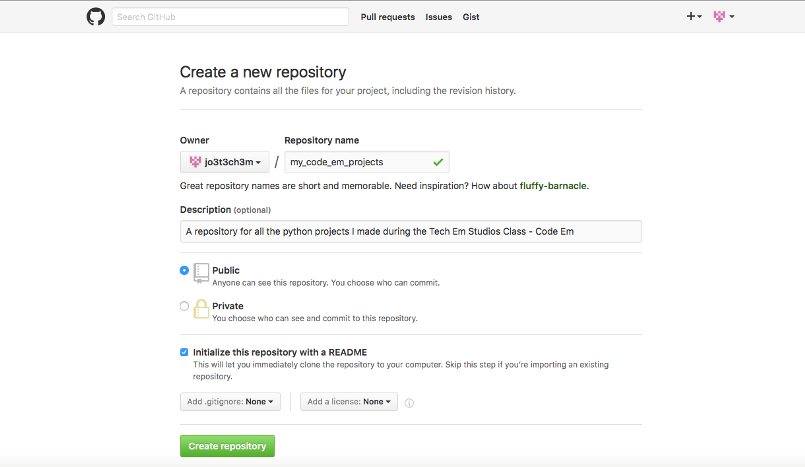 Search GitHub Pull requests Issues Gist
Create a new repository
A repository contains all the files for your project, including the revision history.
Owner Repository name
jo3t3ch3m / my_code_em_projects
Great repository names are short and memorable. Need inspiration? How about fluffy-barnacle.
Description (optional)
A repository for all the python projects I made during the Tech Em Studios Class - Code Em
Public
Anyone can see this repository. You choose who can commit.
Private
You choose who can see and commit to this repository.
Initialize this repository with a README
This will let you immediately clone the repository to your computer. Skip this step if you're importing an existing
repository.
Add .gitignore: None Add a license: None
Create repository